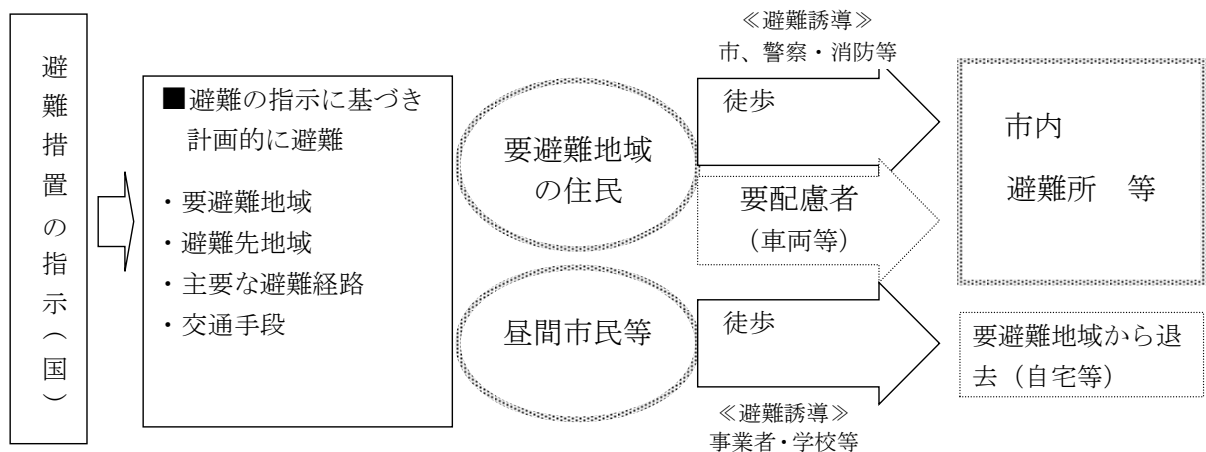 避難措置の指示（国）
■避難の指示に基づき
計画的に避難
・要避難地域
・避難先地域
・主要な避難経路
・交通手段
要避難地域
の住民
昼間市民等
≪避難誘導≫
市、警察・消防等
徒歩
要配慮者
（車両等）
徒歩
≪避難誘導≫
事業者・学校等
市内
避難所　等
要避難地域から退
去（自宅等）